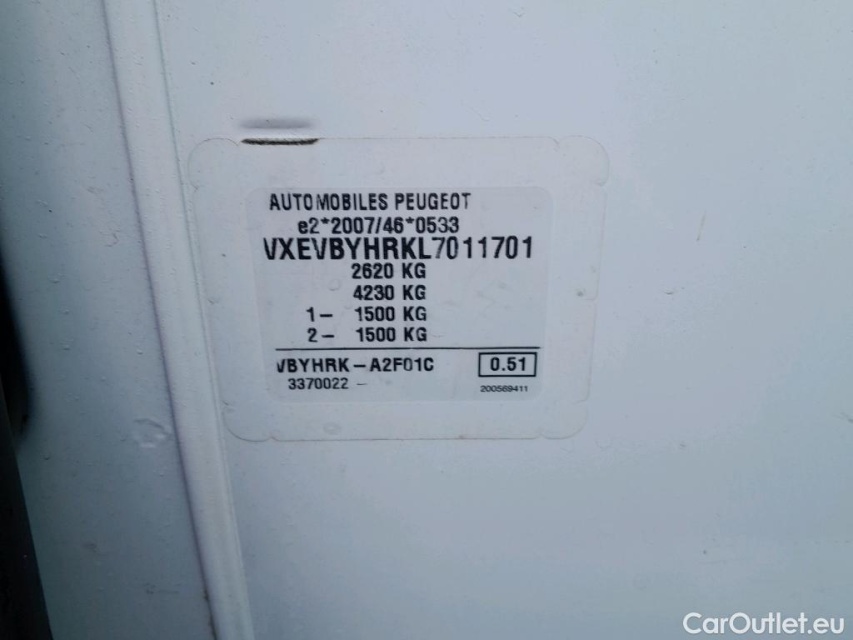 AUTOMOBILES PEUGEOT
e2*2007/46*0533
VXEVBYHRKL7011701
2620 KG
4230 KG
1- 1500 KG
2- 1500 KG
VBYHRK-A2F01C 0.51
3370022 - 200569411
CarOutlet.eu